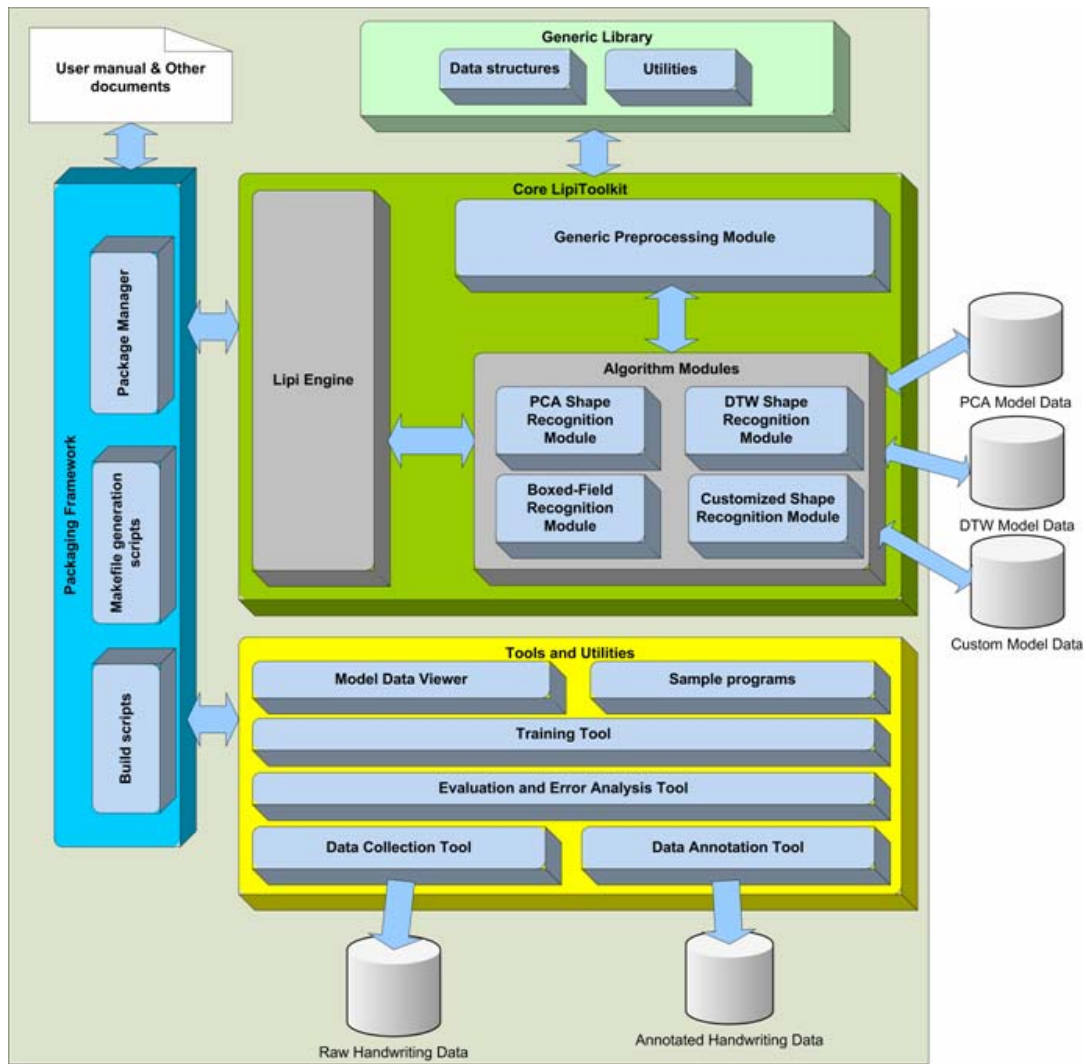 User manual & Other
documents
Generic Library
Data structures
Utilities
Packaging Framework
Package Manager
Makefile generation
scripts
Build scripts
Core LipiToolkit
Lipi Engine
Generic Preprocessing Module
Algorithm Modules
PCA Shape
Recognition
Module
DTW Shape
Recognition
Module
Boxed-Field
Recognition
Module
Customized Shape
Recognition Module
PCA Model Data
DTW Model Data
Custom Model Data
Tools and Utilities
Model Data Viewer
Sample programs
Training Tool
Evaluation and Error Analysis Tool
Data Collection Tool
Data Annotation Tool
Raw Handwriting Data
Annotated Handwriting Data